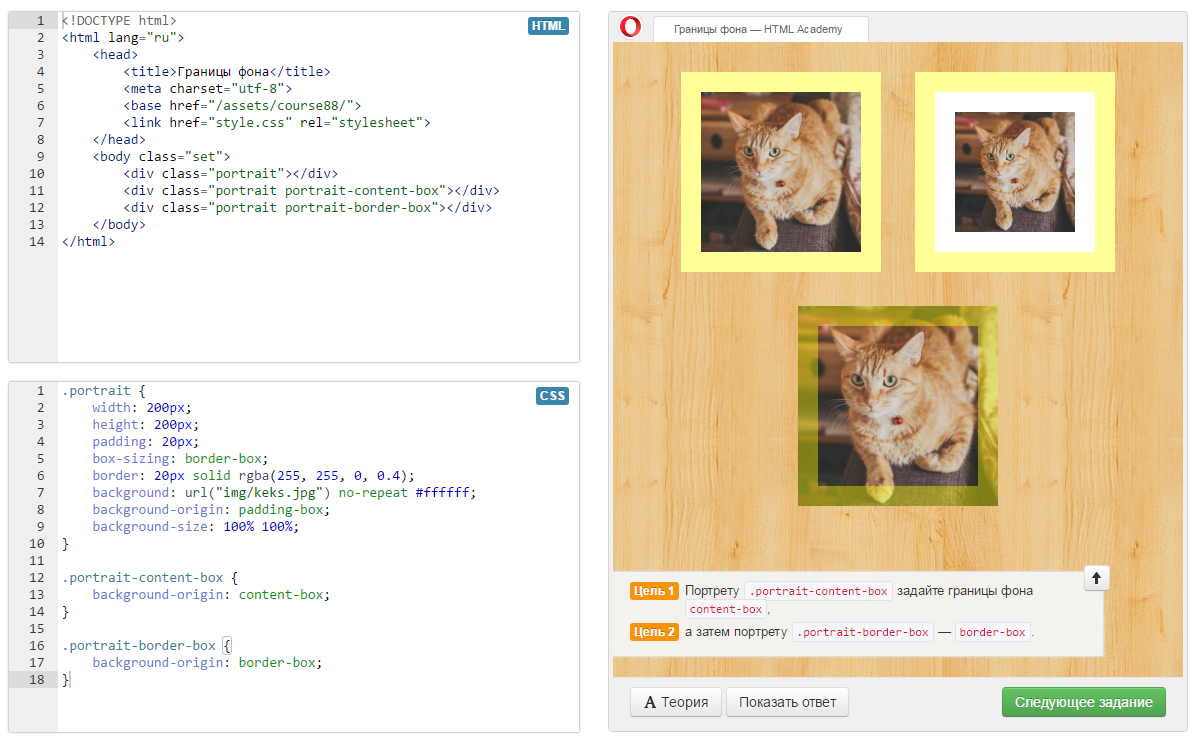 HTML
1 <!DOCTYPE html>
2 <html lang="ru">
3 <head>
4 <title>Границы фона</title>
5 <meta charset="utf-8">
6 <base href="/assets/course88/">
7 <link href="style.css" rel="stylesheet">
8 </head>
9 <body class="set">
10 <div class="portrait"></div>
11 <div class="portrait portrait-content-box"></div>
12 <div class="portrait portrait-border-box"></div>
13 </body>
14 </html>
CSS
1 .portrait {
2 width: 200px;
3 height: 200px;
4 padding: 20px;
5 box-sizing: border-box;
6 border: 20px solid rgba(255, 255, 0, 0.4);
7 background: url("img/keks.jpg") no-repeat #ffffff;
8 background-origin: padding-box;
9 background-size: 100% 100%;
10 }
11
12 .portrait-content-box {
13 background-origin: content-box;
14 }
15
16 .portrait-border-box {
17 background-origin: border-box;
18 }
Границы фона — HTML Academy
Цель 1 Портрету .portrait-content-box задайте границы фона
content-box,
Цель 2 а затем портрету .portrait-border-box — border-box.
A Теория Показать ответ Следующее задание